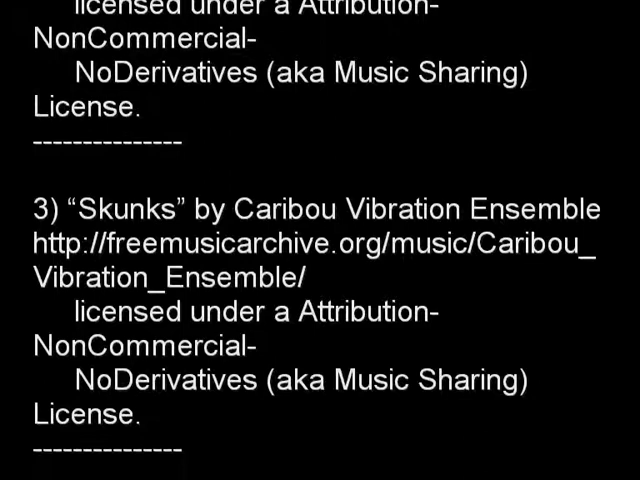 licensed under a Attribution-
NonCommercial-
NoDerivatives (aka Music Sharing)
License.
---------------
3) “Skunks” by Caribou Vibration Ensemble
http://freemusicarchive.org/music/Caribou_
Vibration_Ensemble/
licensed under a Attribution-
NonCommercial-
NoDerivatives (aka Music Sharing)
License.
---------------